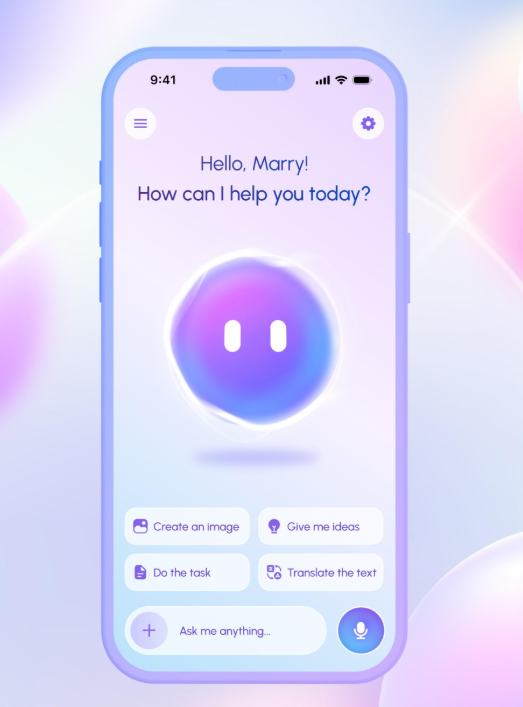 9:41
Hello, Marry!
How can I help you today?
Create an image
Give me ideas
Do the task
Translate the text
Ask me anything...